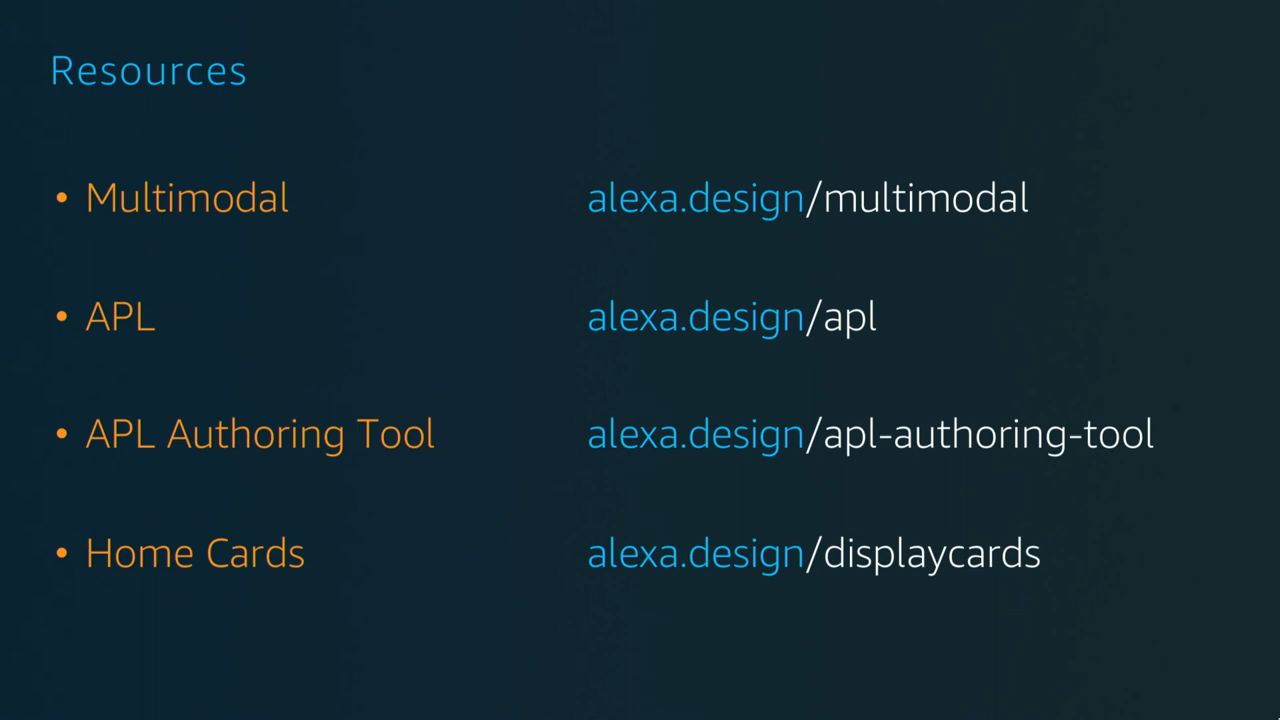 Resources
• Multimodal alexa.design/multimodal
• APL alexa.design/apl
• APL Authoring Tool alexa.design/apl-authoring-tool
• Home Cards alexa.design/displaycards